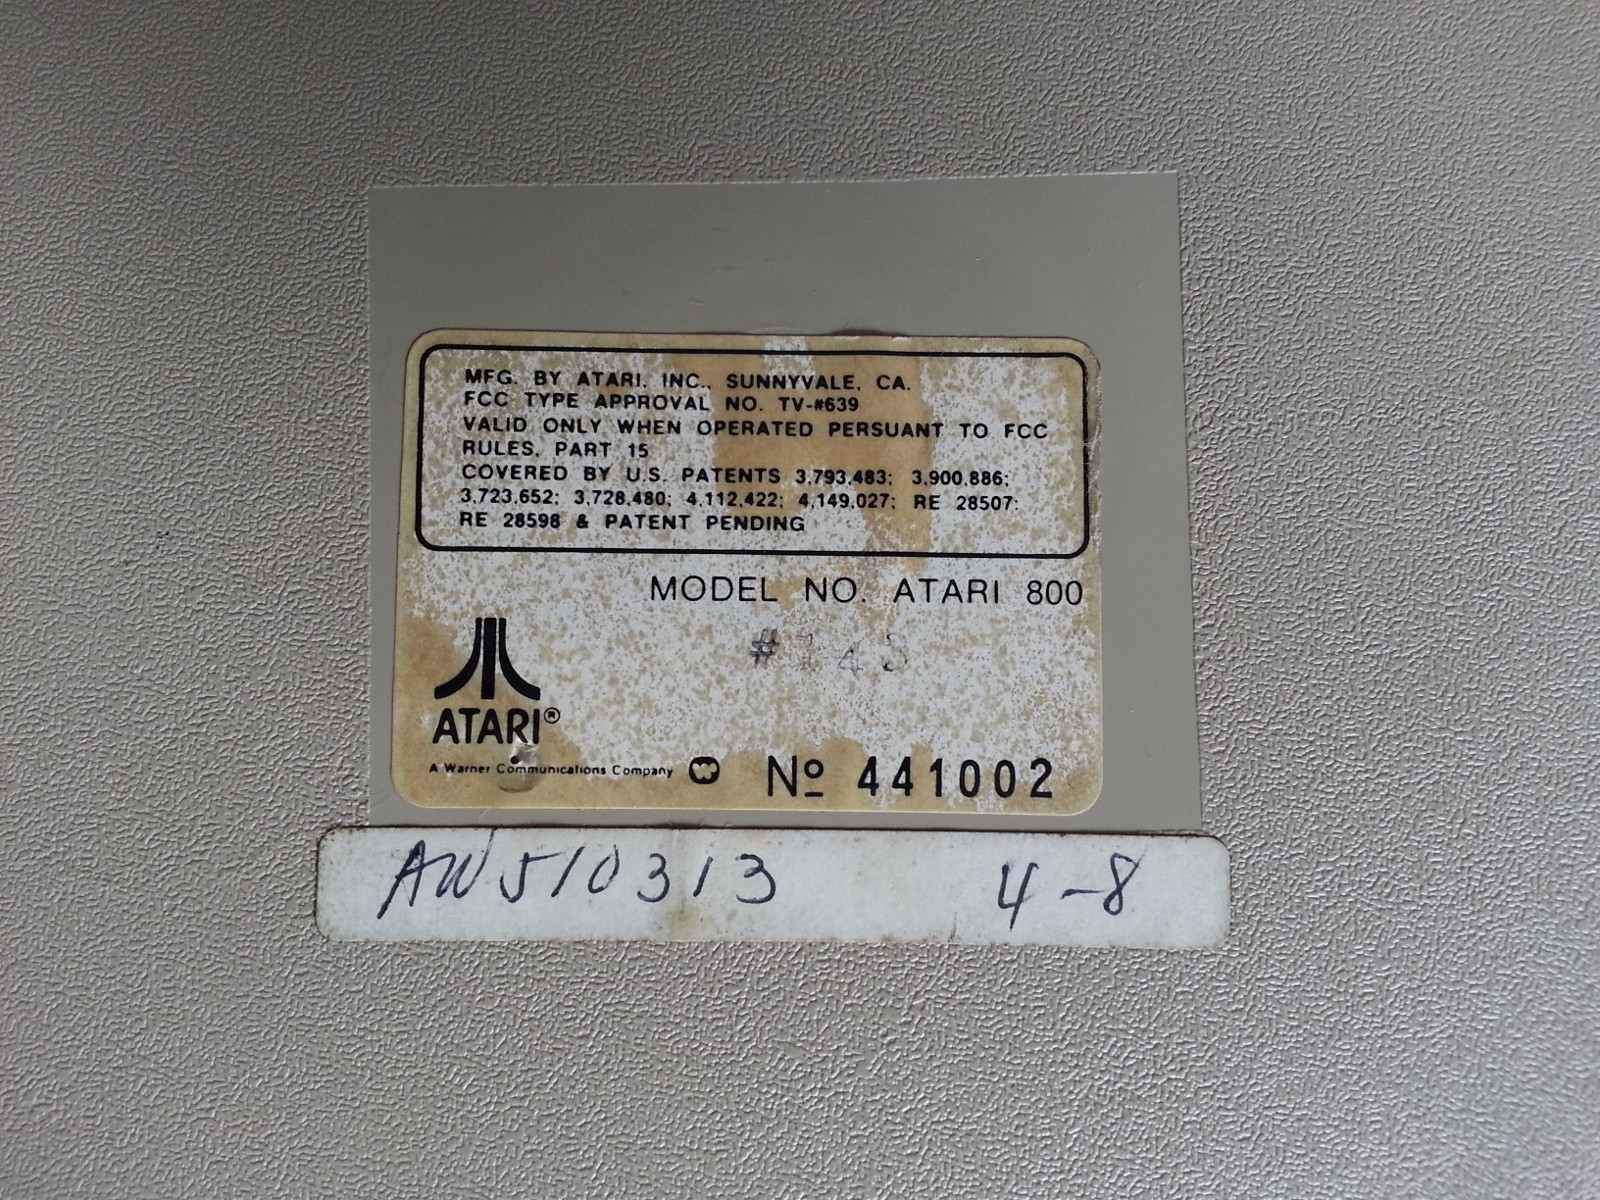 MFG. BY ATARI, INC., SUNNYVALE, CA.
FCC TYPE APPROVAL NO. TV-#639
VALID ONLY WHEN OPERATED PERSUANT TO FCC
RULES, PART 15
COVERED BY U.S. PATENTS 3,793,483; 3,900,886;
3,723,652; 3,728,480; 4,112,422; 4,149,027; RE 28507;
RE 28598 & PATENT PENDING
MODEL NO. ATARI 800
ATARI®
A Warner Communications Company
Nº 441002
AW510313 4-8